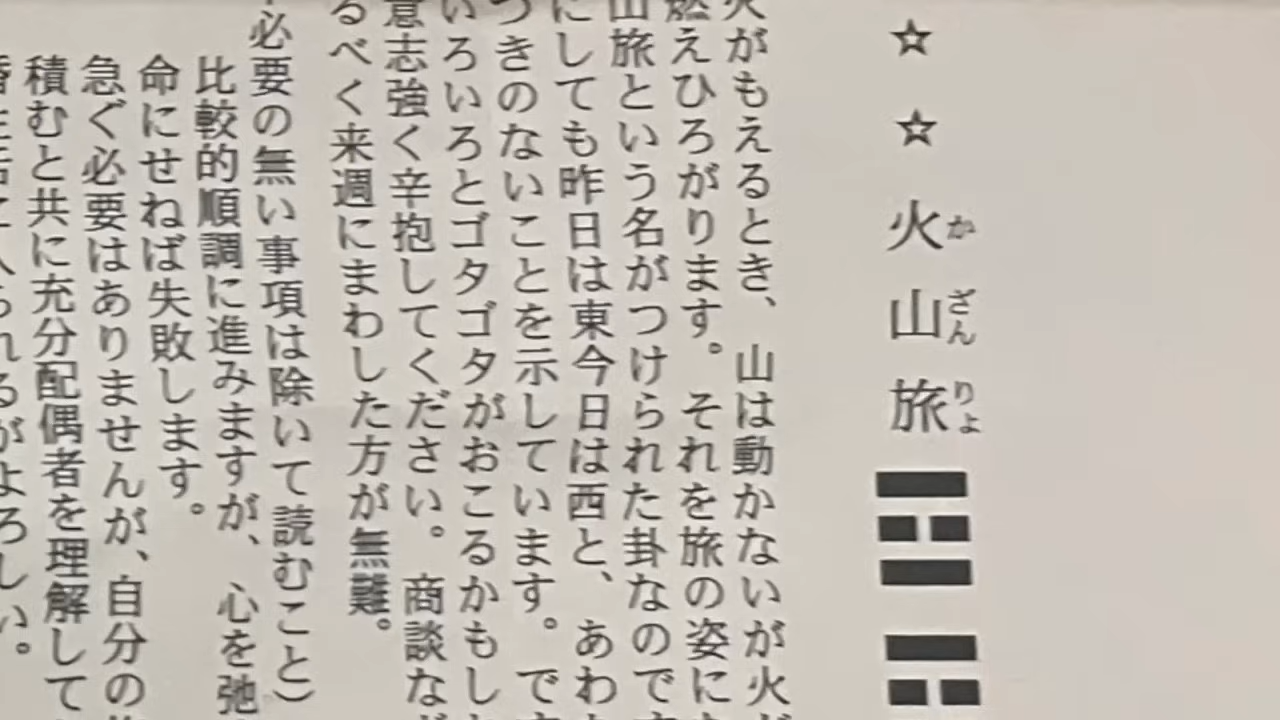 ☆☆火山旅
かざんりょ
火がもえるとき、山は動かないが火が
燃えひろがります。それを旅の姿に
山旅という名がつけられた卦なのです
にしても昨日は東今日は西と、あわ
つきのないことを示しています。です
いろいろとゴタゴタがおこるかもし
意志強く辛抱してください。商談な
るべく来週にまわした方が無難。
必要の無い事項は除いて読むこと)
比較的順調に進みますが、心を弛
命にせねば失敗します。
急ぐ必要はありませんが、自分の
積むと共に充分配偶者を理解して
られるがよろしい。